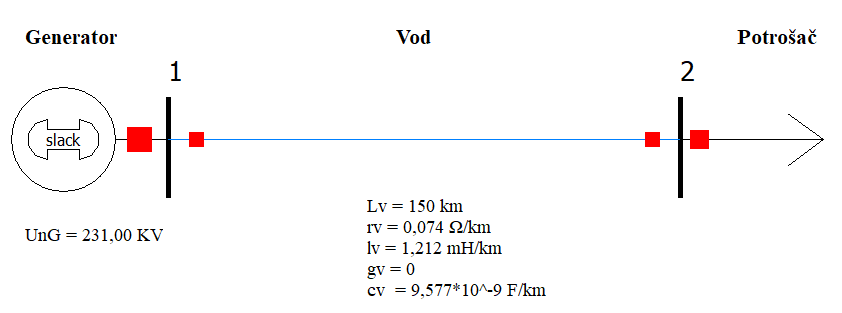 Generator
Vod
Potrošač
1
2
slack
UnG = 231,00 KV
Lv = 150 km
rv = 0,074 Ω/km
lv = 1,212 mH/km
gv = 0
cv = 9,577*10^-9 F/km